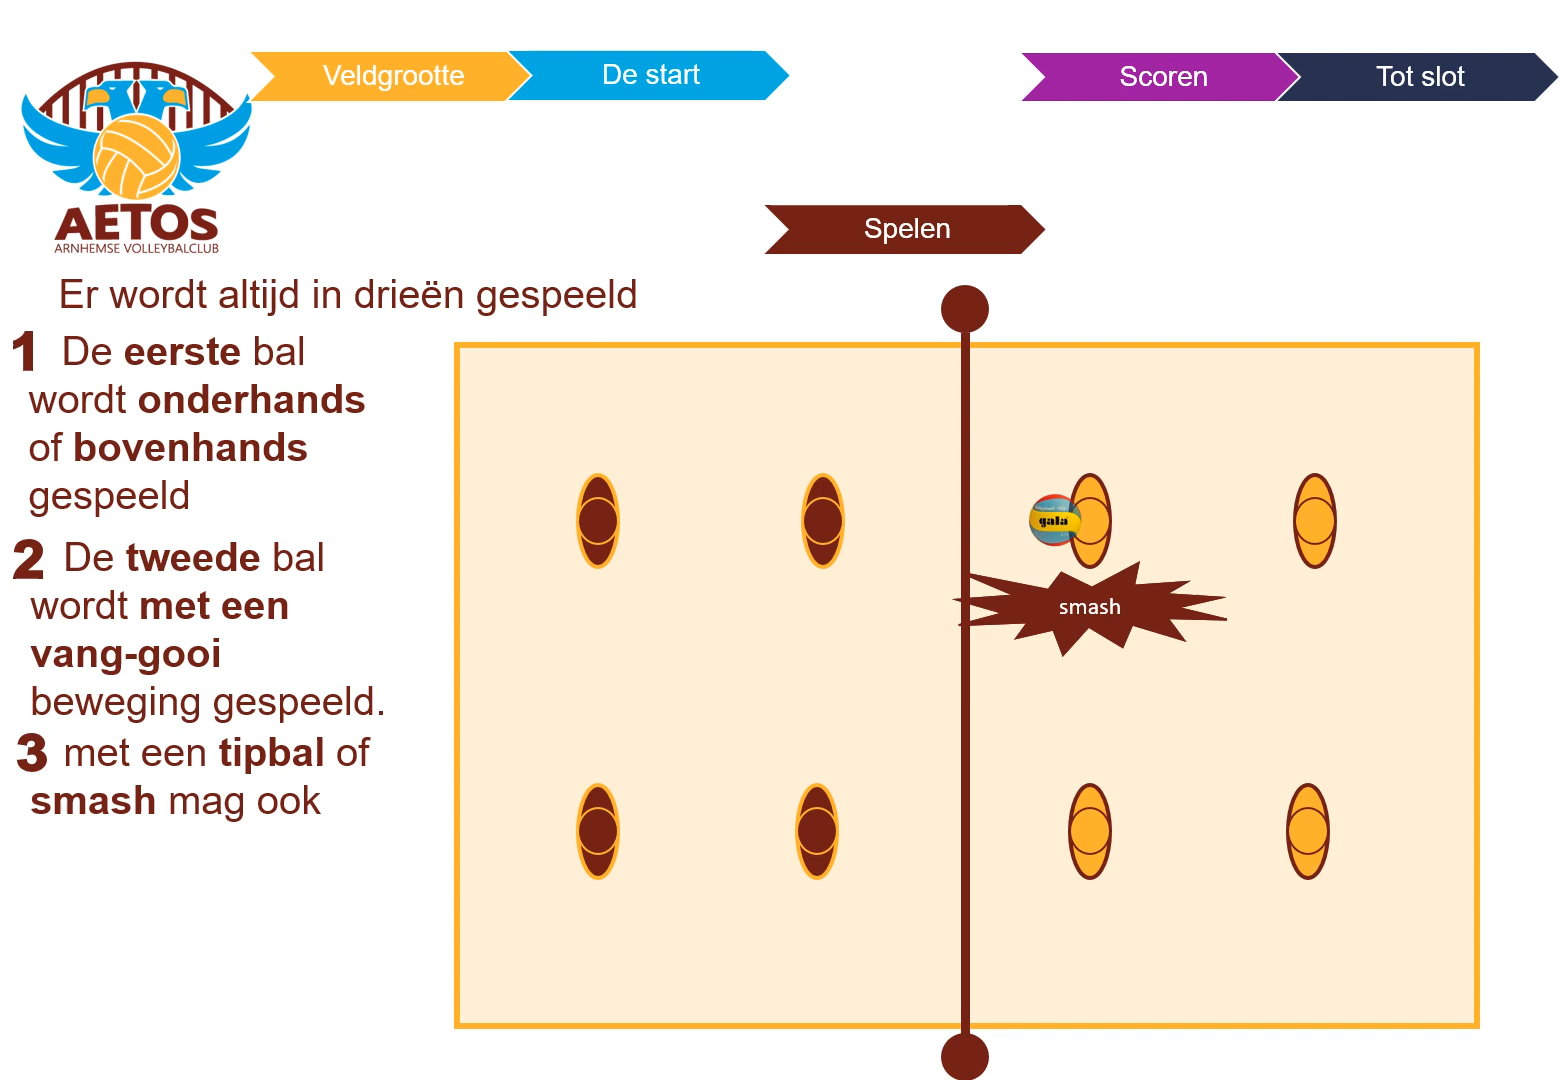 Veldgrootte
De start
Scoren
Tot slot
AETOS
ARNHEMSE VOLLEYBALCLUB
Spelen
Er wordt altijd in drieën gespeeld
1 De eerste bal
wordt onderhands
of bovenhands
gespeeld
2 De tweede bal
wordt met een
vang-gooi
beweging gespeeld.
3 met een tipbal of
smash mag ook
gala
smash